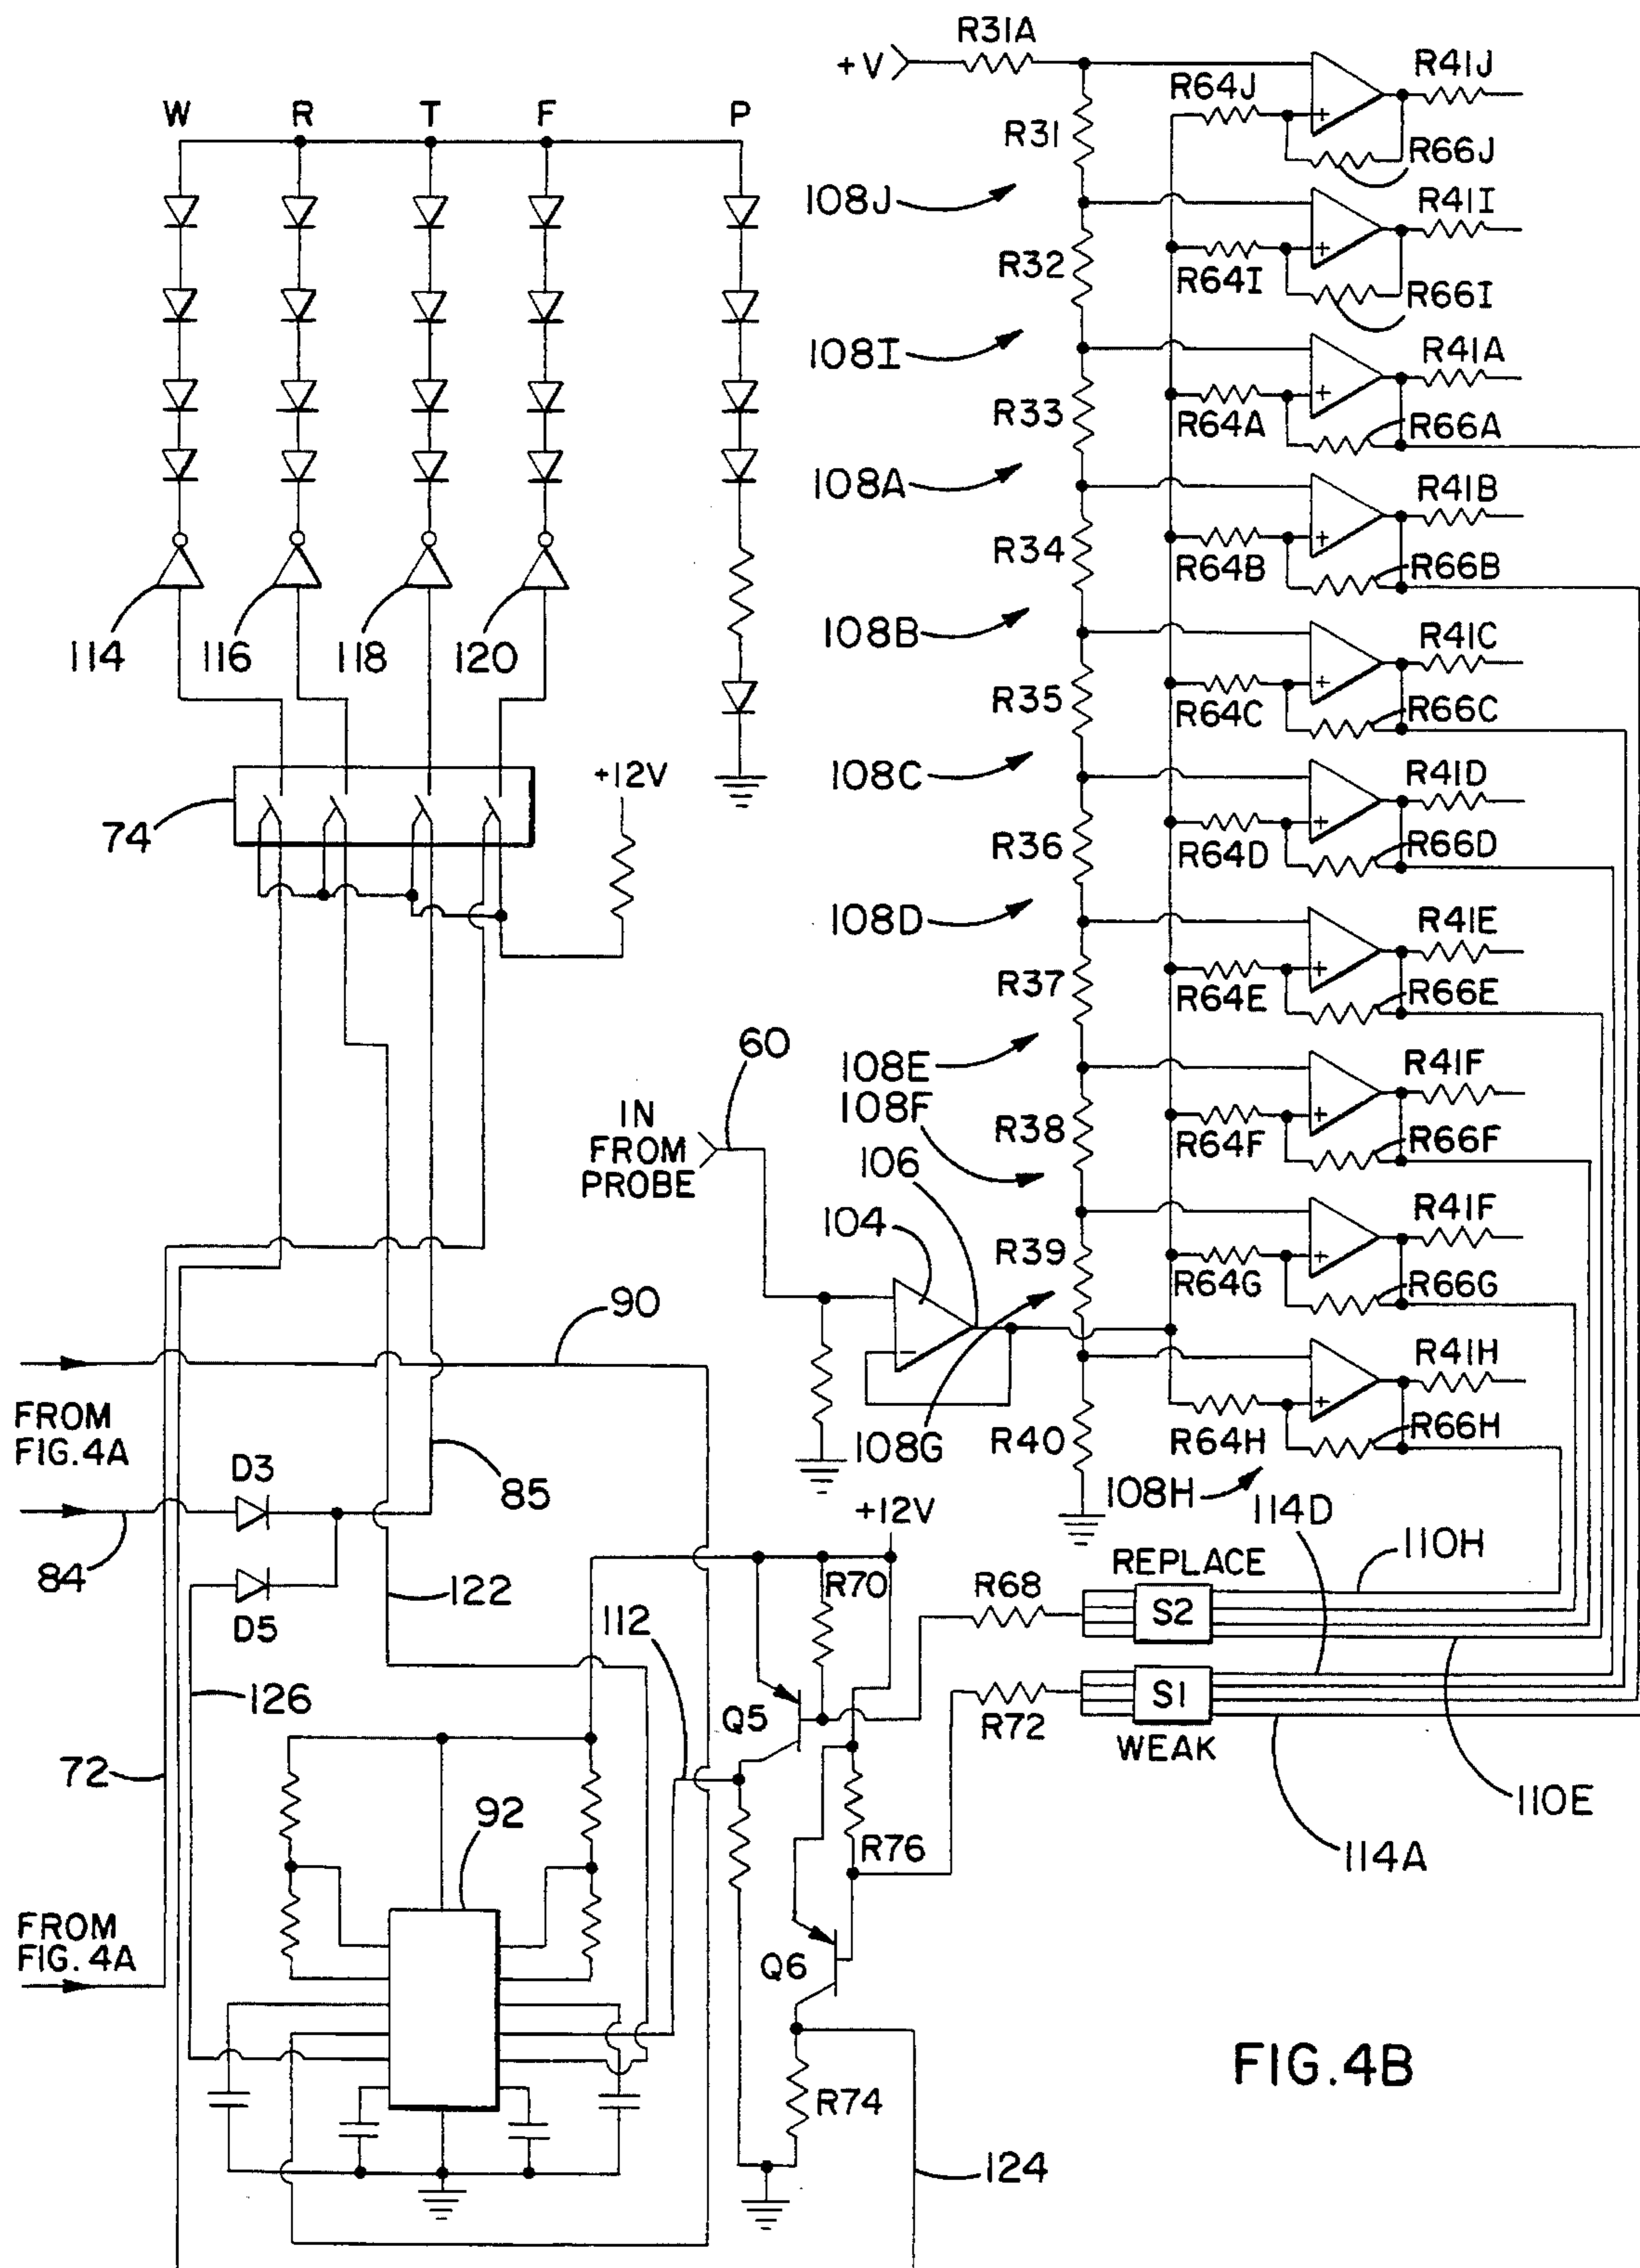 R31A
+V
R41J
R64J
W R T F P
R31
R66J
108J
R41I
R32
R64I
R66I
108I
R41A
R33
R64A
R66A
108A
R41B
R34
R64B
R66B
114 116 118 120
108B
R41C
R35
R64C
R66C
108C
+12V
R41D
74
R36
R64D
R66D
108D
R41E
R37
R64E
R66E
60
108E
R41F
108F
IN
FROM
PROBE
R38
R64F
R66F
106
104
R41F
R39
R64G
R66G
90
R41H
FROM
FIG.4A
108G
R40
R64H
R66H
D3
85
108H
114D
+12V
84
D5
122
REPLACE
110H
R70
R68
S2
112
126
Q5
R72
S1
WEAK
72
92
R76
110E
114A
FROM
FIG.4A
Q6
R74
FIG.4B
124